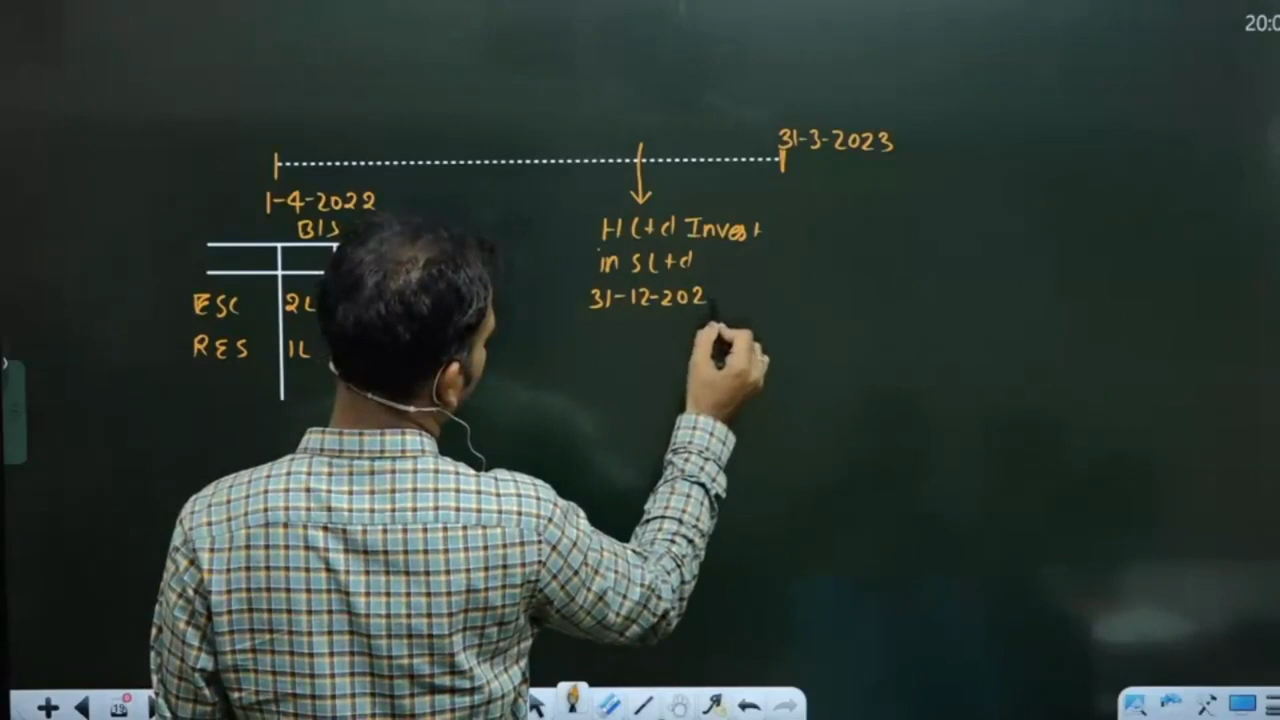 20:0
31-3-2023
1-4-2022
B/S
H Ltd Invest
in S Ltd
31-12-202
ESC 2L
RES 1L